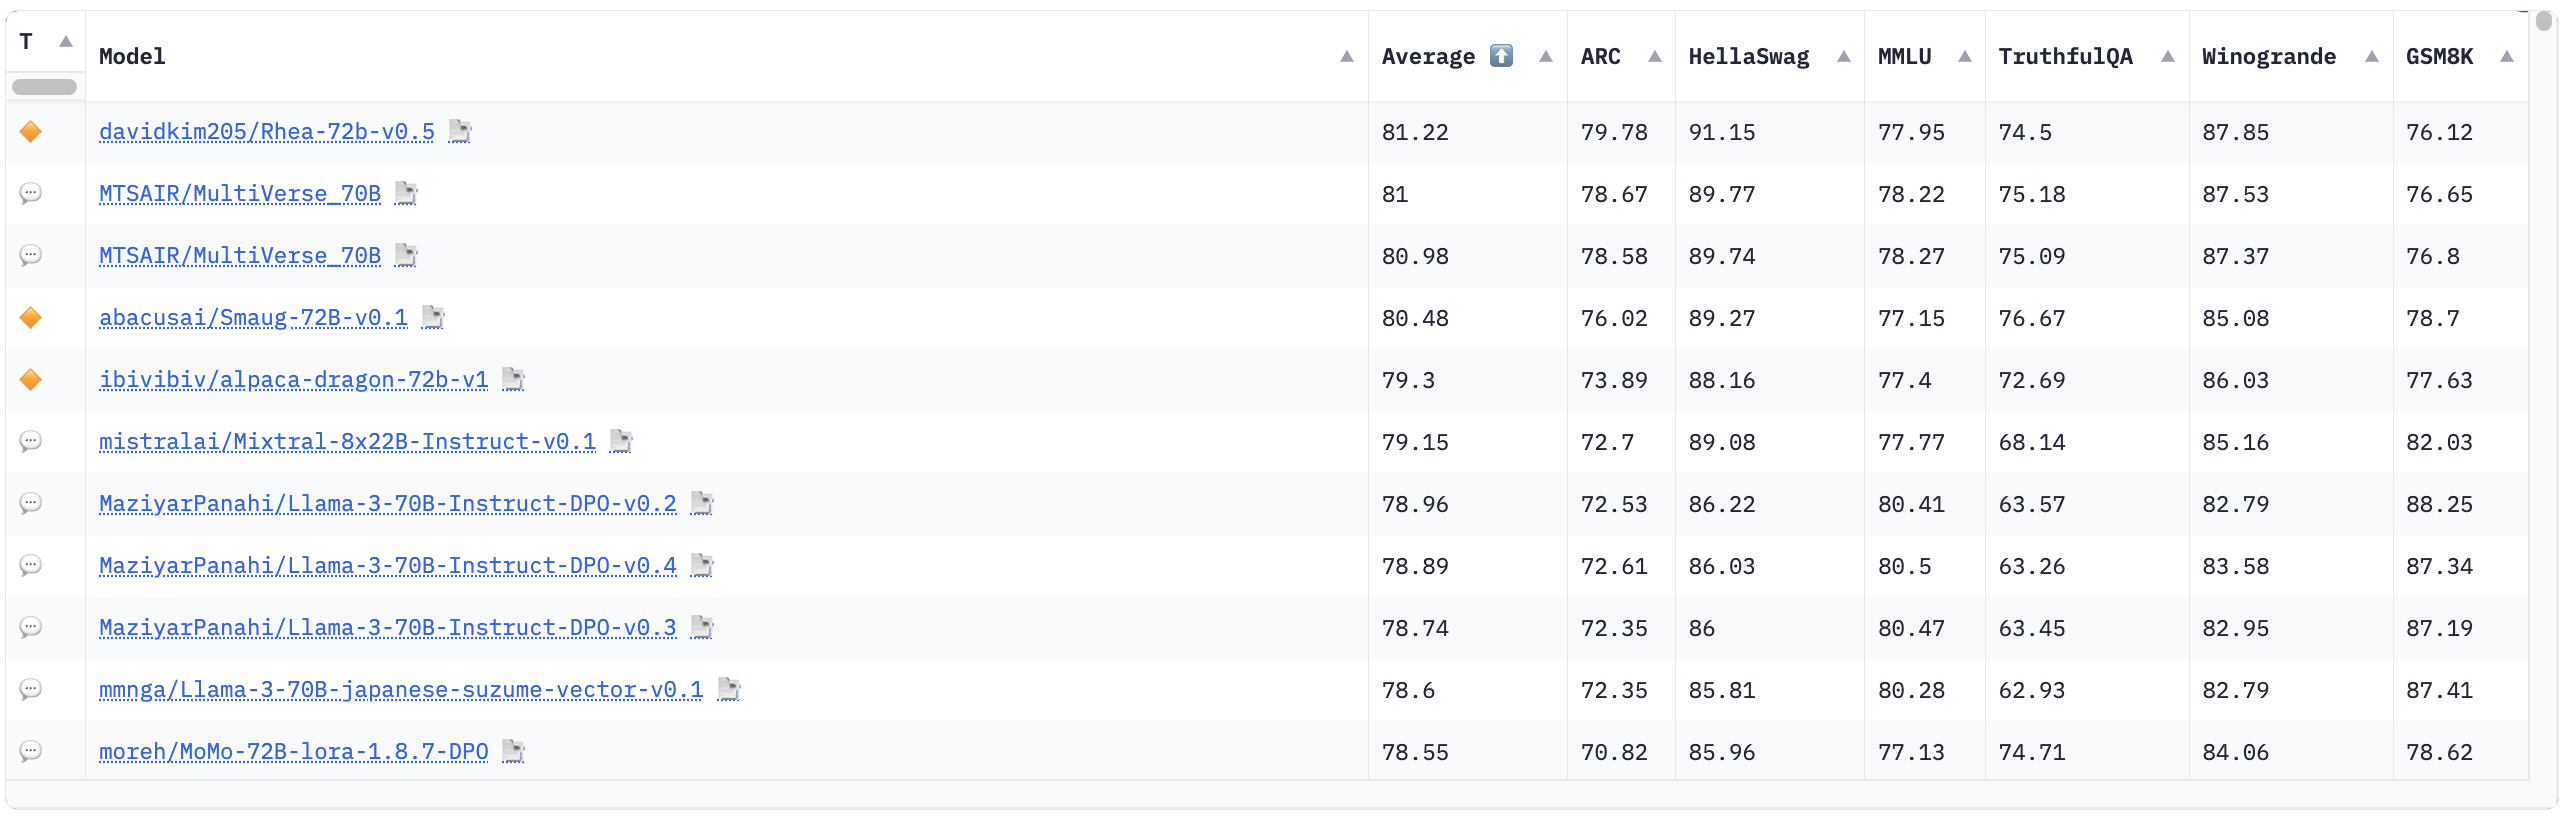 T Model Average ARC HellaSwag MMLU TruthfulQA Winogrande GSM8K
davidkim205/Rhea-72b-v0.5 81.22 79.78 91.15 77.95 74.5 87.85 76.12
MTSAIR/MultiVerse_70B 81 78.67 89.77 78.22 75.18 87.53 76.65
MTSAIR/MultiVerse_70B 80.98 78.58 89.74 78.27 75.09 87.37 76.8
abacusai/Smaug-72B-v0.1 80.48 76.02 89.27 77.15 76.67 85.08 78.7
ibivibiv/alpaca-dragon-72b-v1 79.3 73.89 88.16 77.4 72.69 86.03 77.63
mistralai/Mixtral-8x22B-Instruct-v0.1 79.15 72.7 89.08 77.77 68.14 85.16 82.03
MaziyarPanahi/Llama-3-70B-Instruct-DPO-v0.2 78.96 72.53 86.22 80.41 63.57 82.79 88.25
MaziyarPanahi/Llama-3-70B-Instruct-DPO-v0.4 78.89 72.61 86.03 80.5 63.26 83.58 87.34
MaziyarPanahi/Llama-3-70B-Instruct-DPO-v0.3 78.74 72.35 86 80.47 63.45 82.95 87.19
mmnga/Llama-3-70B-japanese-suzume-vector-v0.1 78.6 72.35 85.81 80.28 62.93 82.79 87.41
moreh/MoMo-72B-lora-1.8.7-DPO 78.55 70.82 85.96 77.13 74.71 84.06 78.62